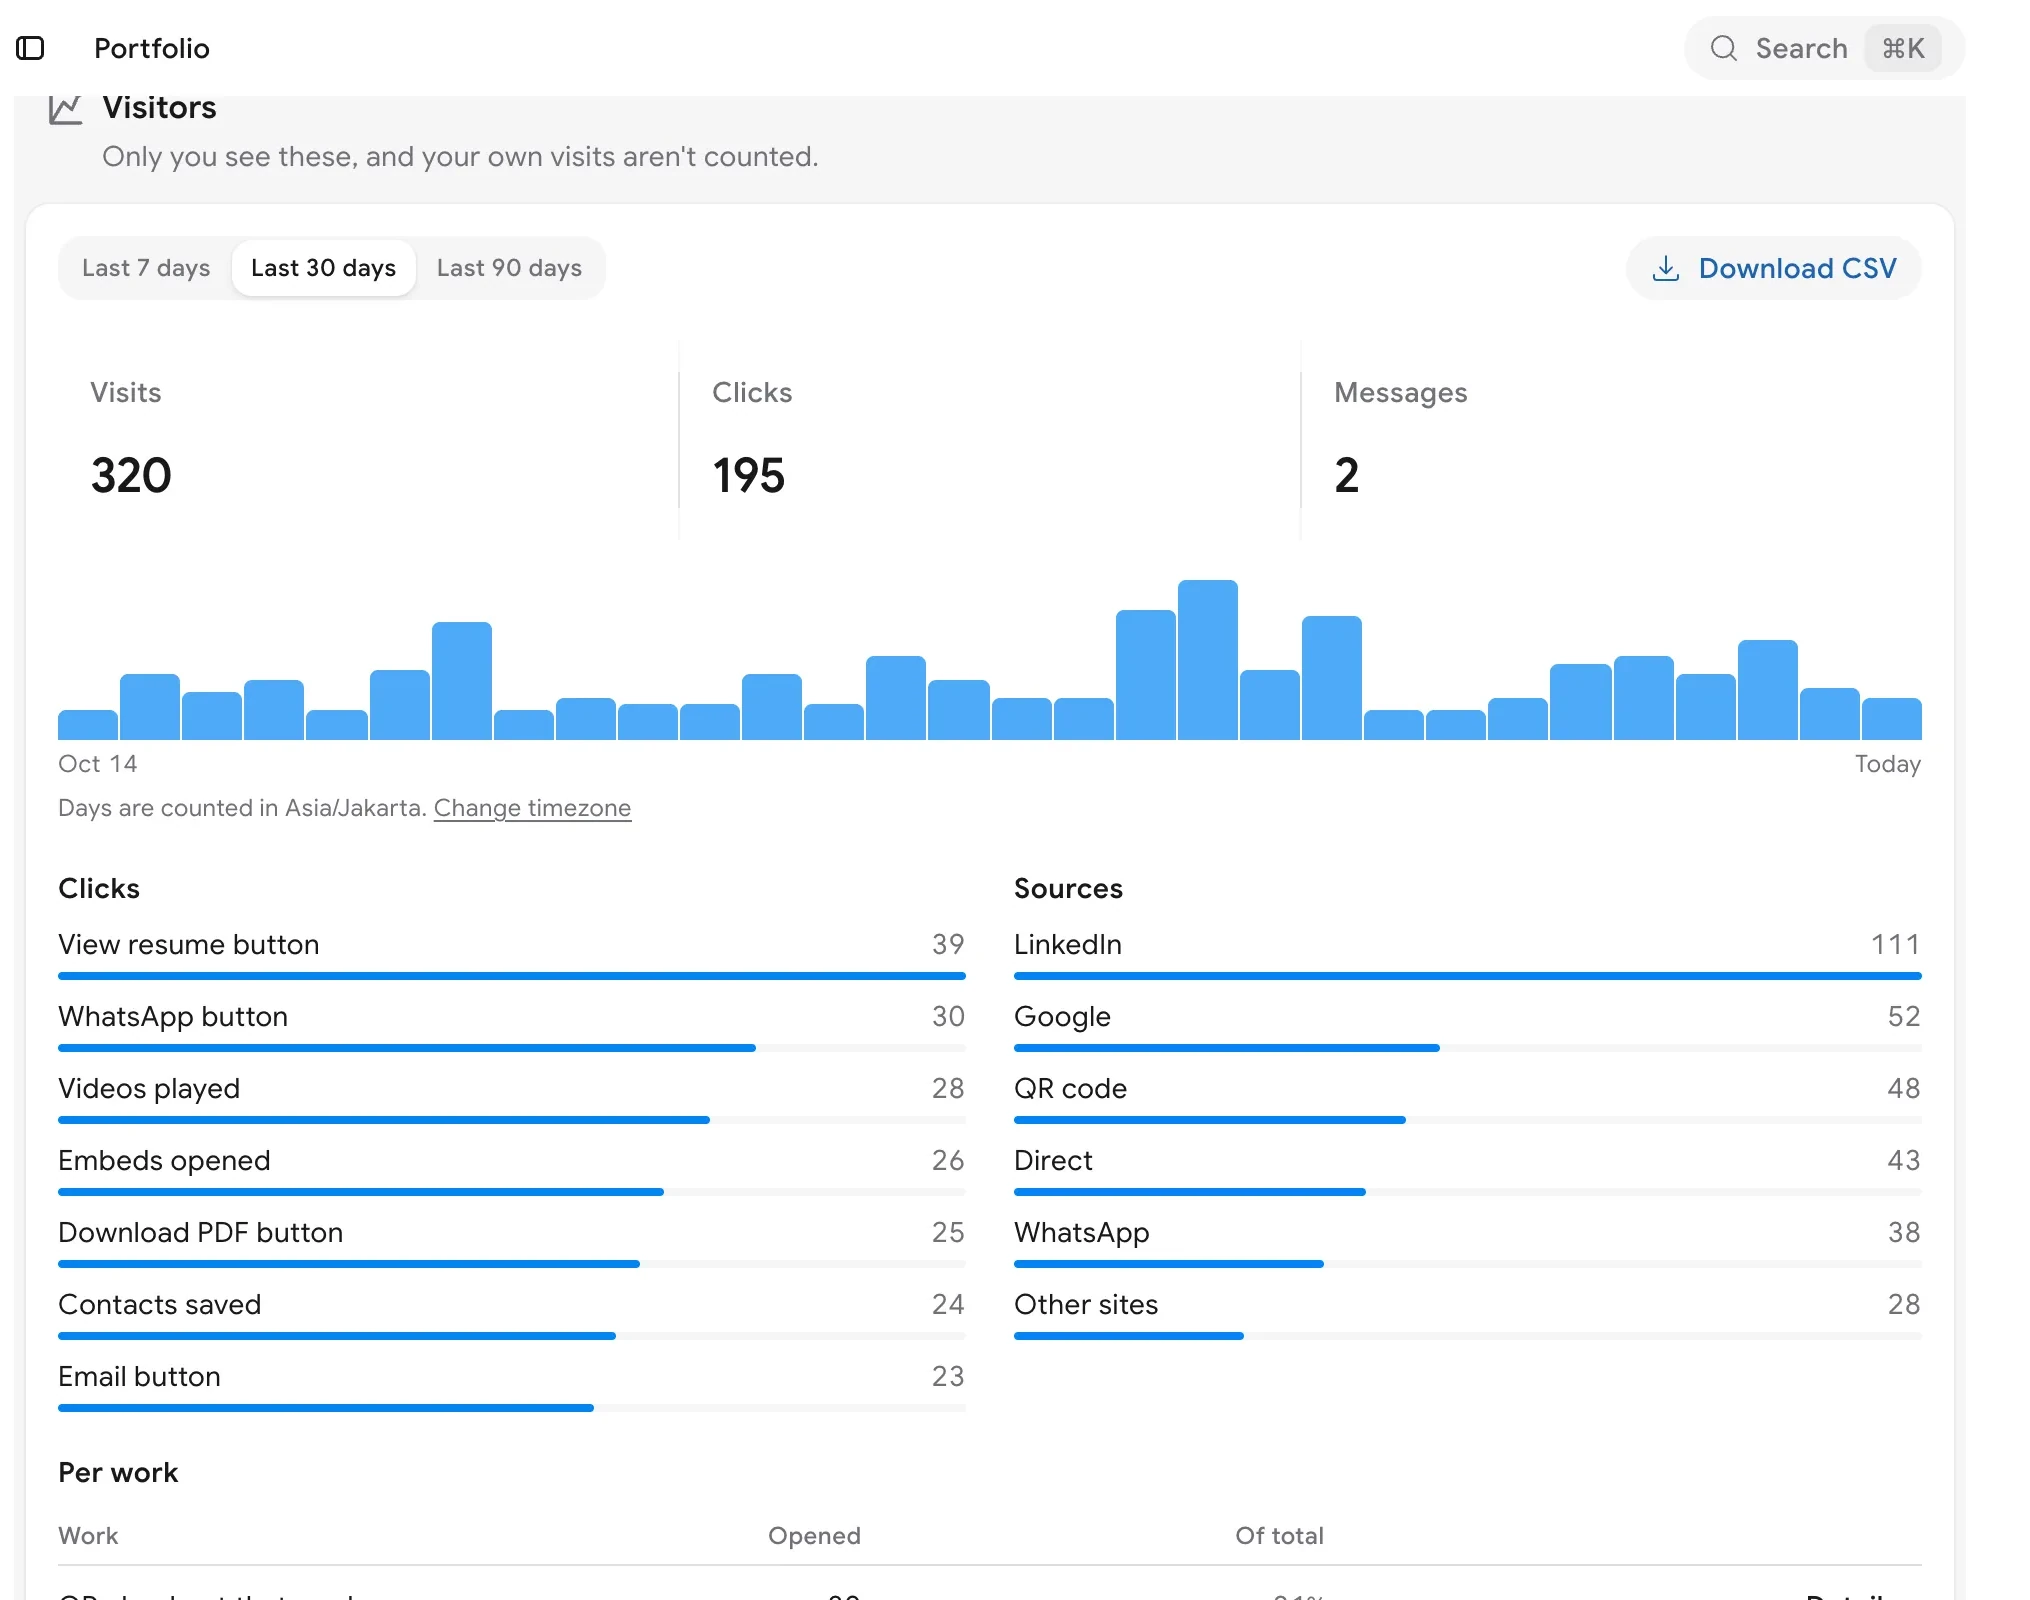 Portfolio
Search ⌘K
Visitors
Only you see these, and your own visits aren't counted.
Last 7 days Last 30 days Last 90 days
Download CSV
Visits Clicks Messages
320 195 2
Oct 14 Today
Days are counted in Asia/Jakarta. Change timezone
Clicks
View resume button 39
WhatsApp button 30
Videos played 28
Embeds opened 26
Download PDF button 25
Contacts saved 24
Email button 23
Sources
LinkedIn 111
Google 52
QR code 48
Direct 43
WhatsApp 38
Other sites 28
Per work
Work Opened Of total